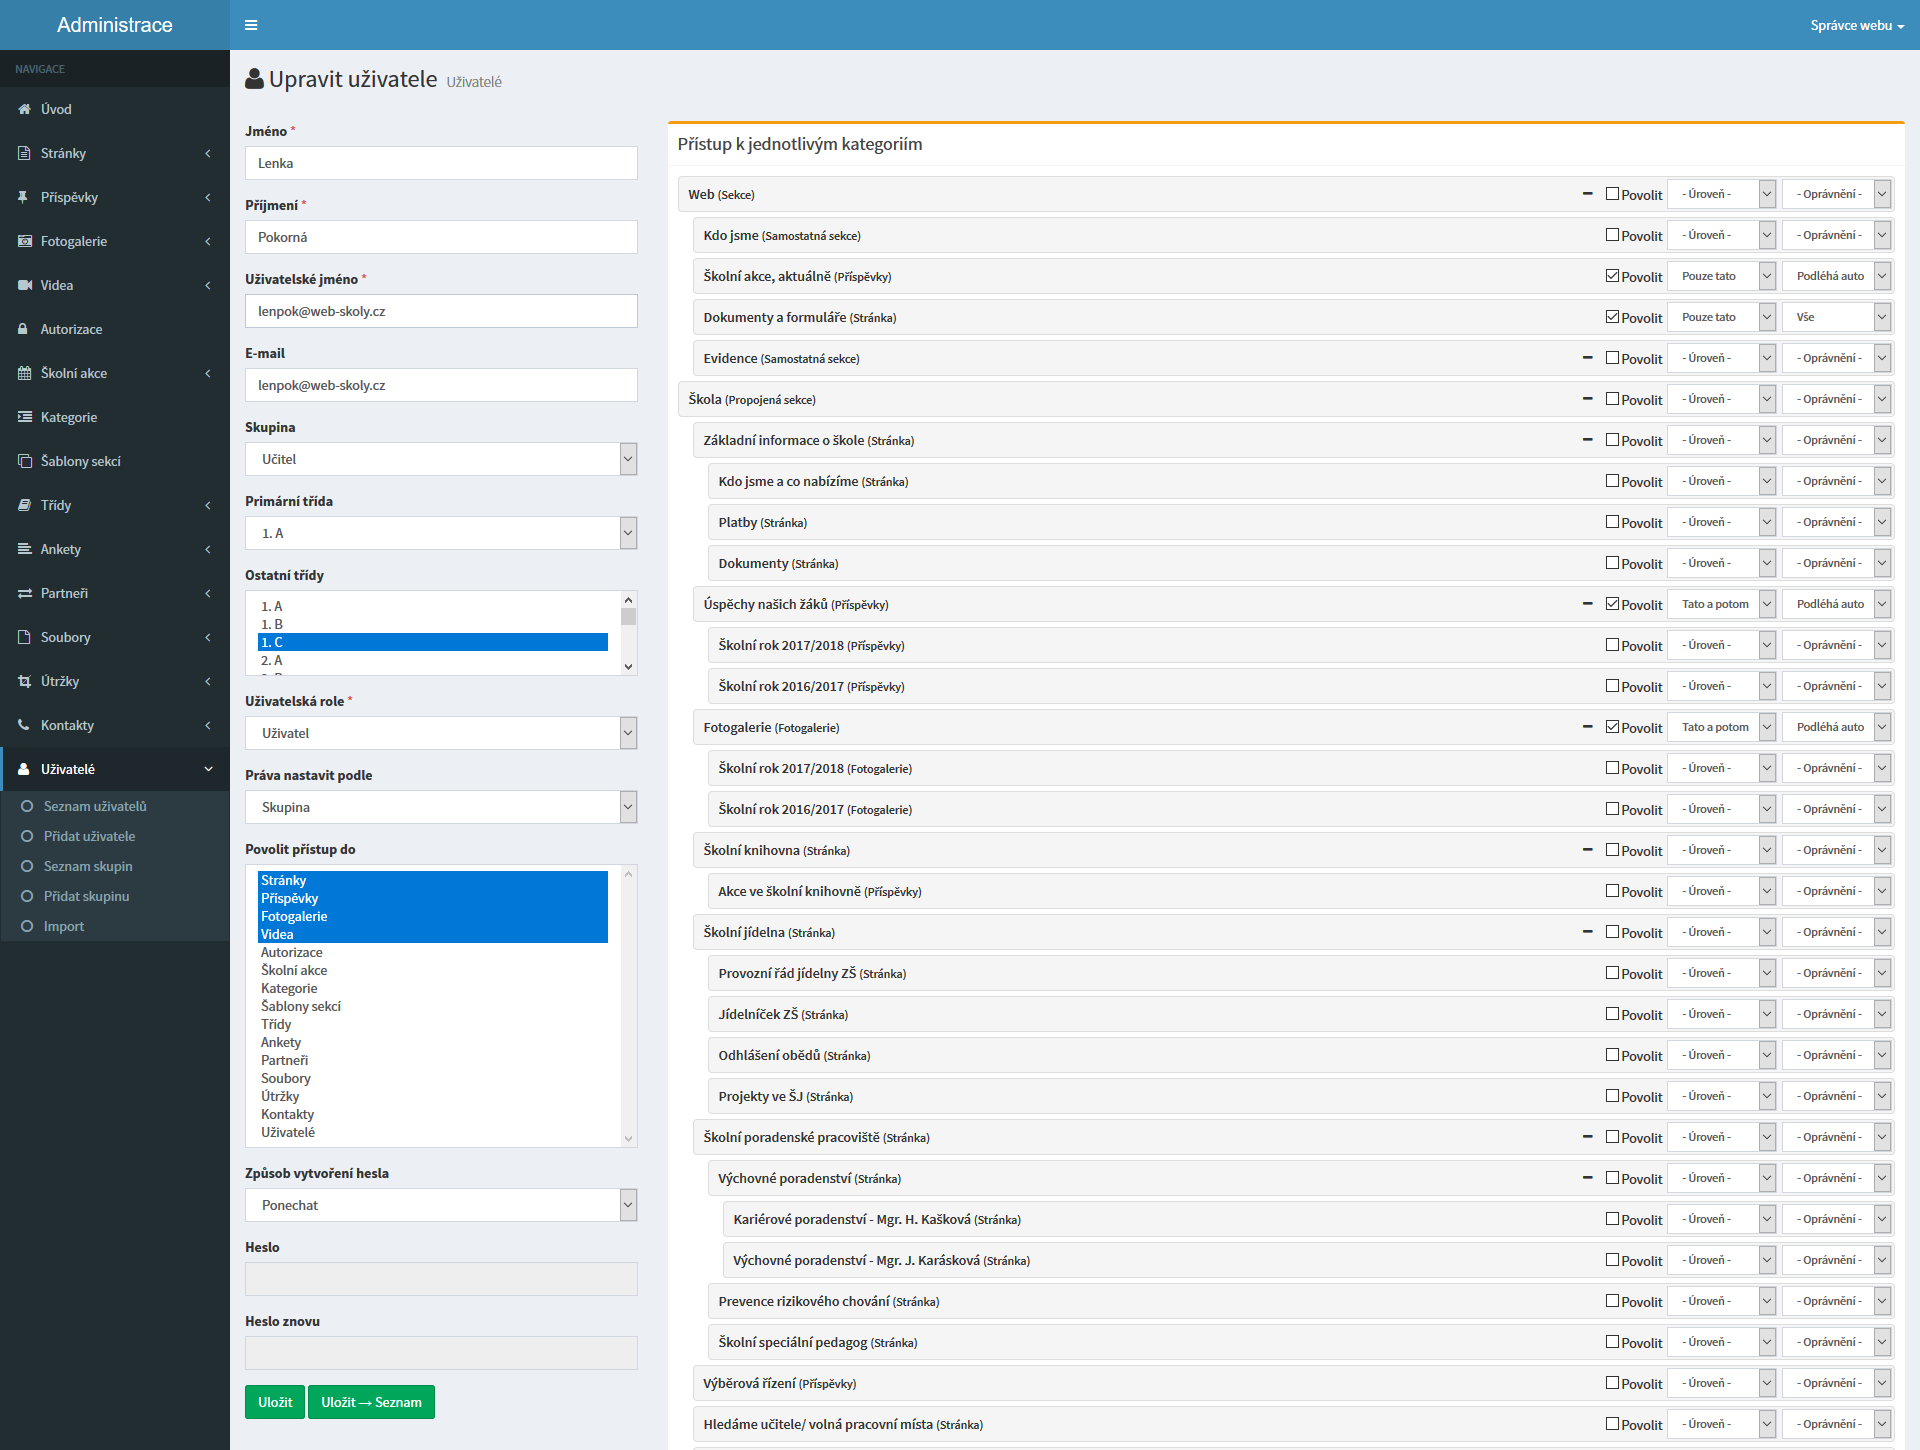 Administrace
Správce webu
NAVIGACE
Úvod
Stránky
Příspěvky
Fotogalerie
Videa
Autorizace
Školní akce
Kategorie
Šablony sekcí
Třídy
Ankety
Partneři
Soubory
Útržky
Kontakty
Uživatelé
Seznam uživatelů
Přidat uživatele
Seznam skupin
Přidat skupinu
Import
Upravit uživatele Uživatelé
Jméno *
Lenka
Příjmení *
Pokorná
Uživatelské jméno *
lenpok@web-skoly.cz
E-mail
lenpok@web-skoly.cz
Skupina
Učitel
Primární třída
1. A
Ostatní třídy
1. A
1. B
1. C
2. A
Uživatelská role *
Uživatel
Práva nastavit podle
Skupina
Povolit přístup do
Stránky
Příspěvky
Fotogalerie
Videa
Autorizace
Školní akce
Kategorie
Šablony sekcí
Třídy
Ankety
Partneři
Soubory
Útržky
Kontakty
Uživatelé
Způsob vytvoření hesla
Ponechat
Heslo
Heslo znovu
Uložit Uložit → Seznam
Přístup k jednotlivým kategoriím
Web (Sekce) Povolit - Úroveň - - Oprávnění -
Kdo jsme (Samostatná sekce) Povolit - Úroveň - - Oprávnění -
Školní akce, aktuálně (Příspěvky) Povolit Pouze tato Podléhá auto
Dokumenty a formuláře (Stránka) Povolit Pouze tato Vše
Evidence (Samostatná sekce) Povolit - Úroveň - - Oprávnění -
Škola (Propojená sekce) Povolit - Úroveň - - Oprávnění -
Základní informace o škole (Stránka) Povolit - Úroveň - - Oprávnění -
Kdo jsme a co nabízíme (Stránka) Povolit - Úroveň - - Oprávnění -
Platby (Stránka) Povolit - Úroveň - - Oprávnění -
Dokumenty (Stránka) Povolit - Úroveň - - Oprávnění -
Úspěchy našich žáků (Příspěvky) Povolit Tato a potom Podléhá auto
Školní rok 2017/2018 (Příspěvky) Povolit - Úroveň - - Oprávnění -
Školní rok 2016/2017 (Příspěvky) Povolit - Úroveň - - Oprávnění -
Fotogalerie (Fotogalerie) Povolit Tato a potom Podléhá auto
Školní rok 2017/2018 (Fotogalerie) Povolit - Úroveň - - Oprávnění -
Školní rok 2016/2017 (Fotogalerie) Povolit - Úroveň - - Oprávnění -
Školní knihovna (Stránka) Povolit - Úroveň - - Oprávnění -
Akce ve školní knihovně (Příspěvky) Povolit - Úroveň - - Oprávnění -
Školní jídelna (Stránka) Povolit - Úroveň - - Oprávnění -
Provozní řád jídelny ZŠ (Stránka) Povolit - Úroveň - - Oprávnění -
Jídelníček ZŠ (Stránka) Povolit - Úroveň - - Oprávnění -
Odhlášení obědů (Stránka) Povolit - Úroveň - - Oprávnění -
Projekty ve ŠJ (Stránka) Povolit - Úroveň - - Oprávnění -
Školní poradenské pracoviště (Stránka) Povolit - Úroveň - - Oprávnění -
Výchovné poradenství (Stránka) Povolit - Úroveň - - Oprávnění -
Kariérové poradenství - Mgr. H. Kašková (Stránka) Povolit - Úroveň - - Oprávnění -
Výchovné poradenství - Mgr. J. Karásková (Stránka) Povolit - Úroveň - - Oprávnění -
Prevence rizikového chování (Stránka) Povolit - Úroveň - - Oprávnění -
Školní speciální pedagog (Stránka) Povolit - Úroveň - - Oprávnění -
Výběrová řízení (Příspěvky) Povolit - Úroveň - - Oprávnění -
Hledáme učitele/ volná pracovní místa (Stránka) Povolit - Úroveň - - Oprávnění -